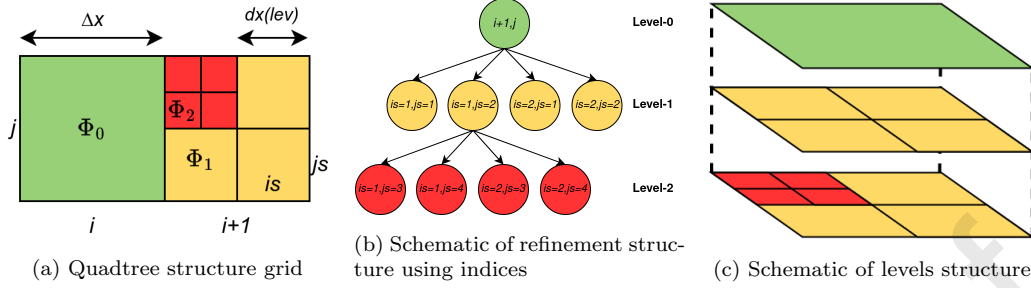 Δx
dx(lev)
j
Φ0
Φ2
Φ1
is
js
i
i+1
(a) Quadtree structure grid
i+1,j
Level-0
is=1,js=1
is=1,js=2
is=2,js=1
is=2,js=2
Level-1
is=1,js=3
is=1,js=4
is=2,js=3
is=2,js=4
Level-2
(b) Schematic of refinement struc-
ture using indices
(c) Schematic of levels structure